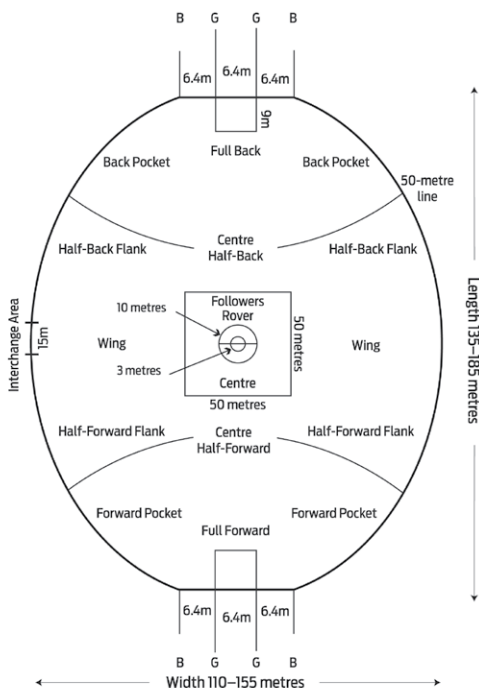 B G G B
6.4m 6.4m 6.4m
9m
Full Back
Back Pocket Back Pocket
50-metre
line
Half-Back Flank Centre
Half-Back Half-Back Flank
Followers
Rover
10 metres
50 metres
Interchange Area
15m
Wing Wing
3 metres
Centre
50 metres
Length 135–185 metres
Half-Forward Flank Centre
Half-Forward Half-Forward Flank
Forward Pocket Forward Pocket
Full Forward
6.4m 6.4m 6.4m
B G G B
Width 110–155 metres